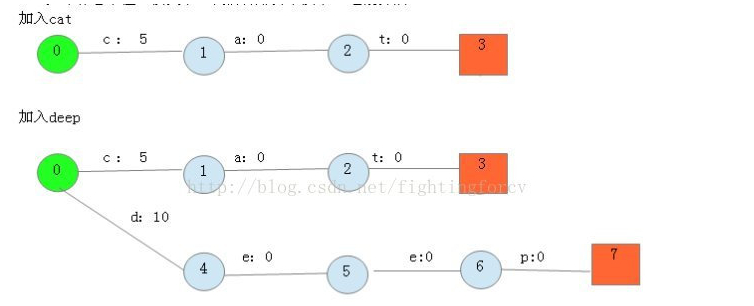 加入cat
0 c: 5 1 a: 0 2 t: 0 3
加入deep
0 c: 5 1 a: 0 2 t: 0 3
http://blog.csdn.net/fightingforcv
d: 10
4 e: 0 5 e:0 6 p:0 7